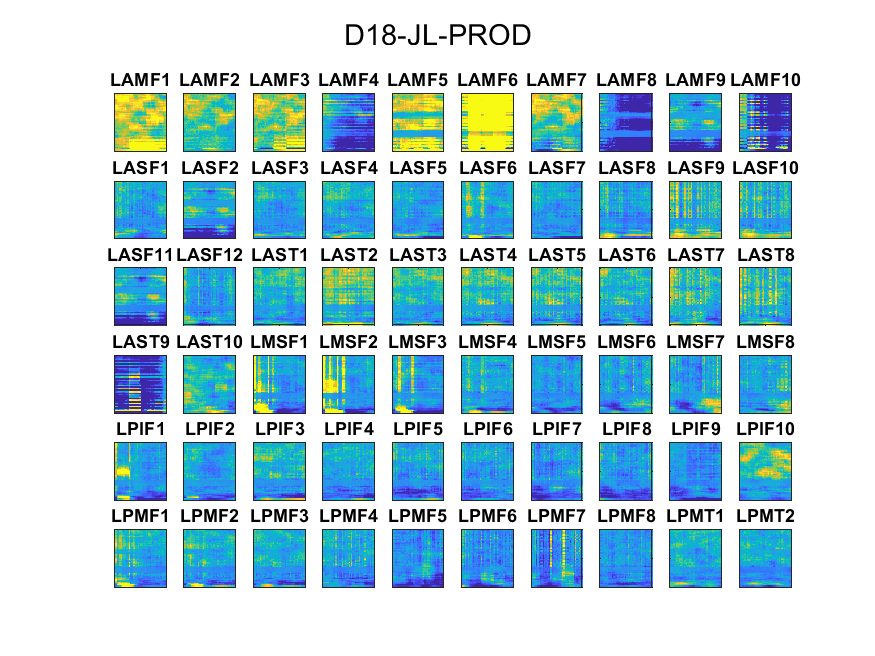 D18-JL-PROD
LAMF1 LAMF2 LAMF3 LAMF4 LAMF5 LAMF6 LAMF7 LAMF8 LAMF9 LAMF10
LASF1 LASF2 LASF3 LASF4 LASF5 LASF6 LASF7 LASF8 LASF9 LASF10
LASF11 LASF12 LAST1 LAST2 LAST3 LAST4 LAST5 LAST6 LAST7 LAST8
LAST9 LAST10 LMSF1 LMSF2 LMSF3 LMSF4 LMSF5 LMSF6 LMSF7 LMSF8
LPIF1 LPIF2 LPIF3 LPIF4 LPIF5 LPIF6 LPIF7 LPIF8 LPIF9 LPIF10
LPMF1 LPMF2 LPMF3 LPMF4 LPMF5 LPMF6 LPMF7 LPMF8 LPMT1 LPMT2